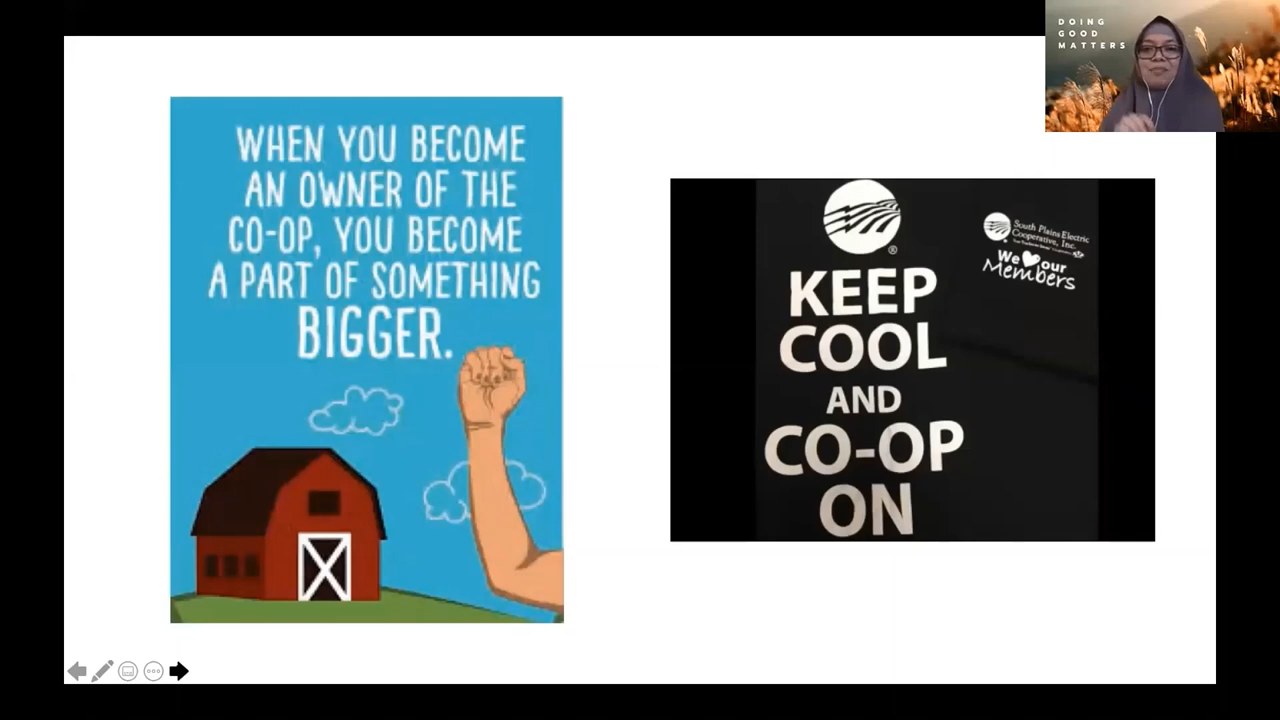 WHEN YOU BECOME
AN OWNER OF THE
CO-OP, YOU BECOME
A PART OF SOMETHING
BIGGER.
®
KEEP
COOL
AND
CO-OP
ON
South Plains Electric
Cooperative, Inc.
We our
Members
DOING
GOOD
MATTERS